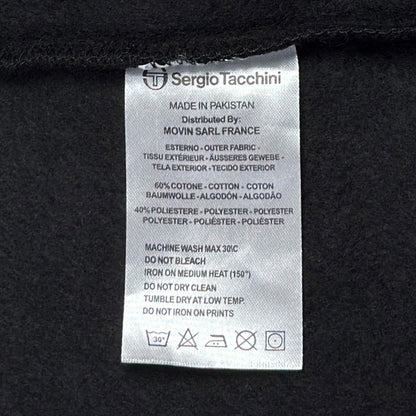 Sergio Tacchini
MADE IN PAKISTAN
Distributed By:
MOVIN SARL FRANCE
ESTERNO - OUTER FABRIC -
TISSU EXTÉRIEUR - ÄUSSERES GEWEBE -
TELA EXTERIOR - TECIDO EXTERIOR
60% COTONE - COTTON - COTON
BAUMWOLLE - ALGODÓN - ALGODÃO
40% POLIESTERE - POLYESTER - POLYESTER
POLYESTER - POLIÉSTER - POLIÉSTER
MACHINE WASH MAX 30\C
DO NOT BLEACH
IRON ON MEDIUM HEAT (150°)
DO NOT DRY CLEAN
TUMBLE DRY AT LOW TEMP.
DO NOT IRON ON PRINTS
30°